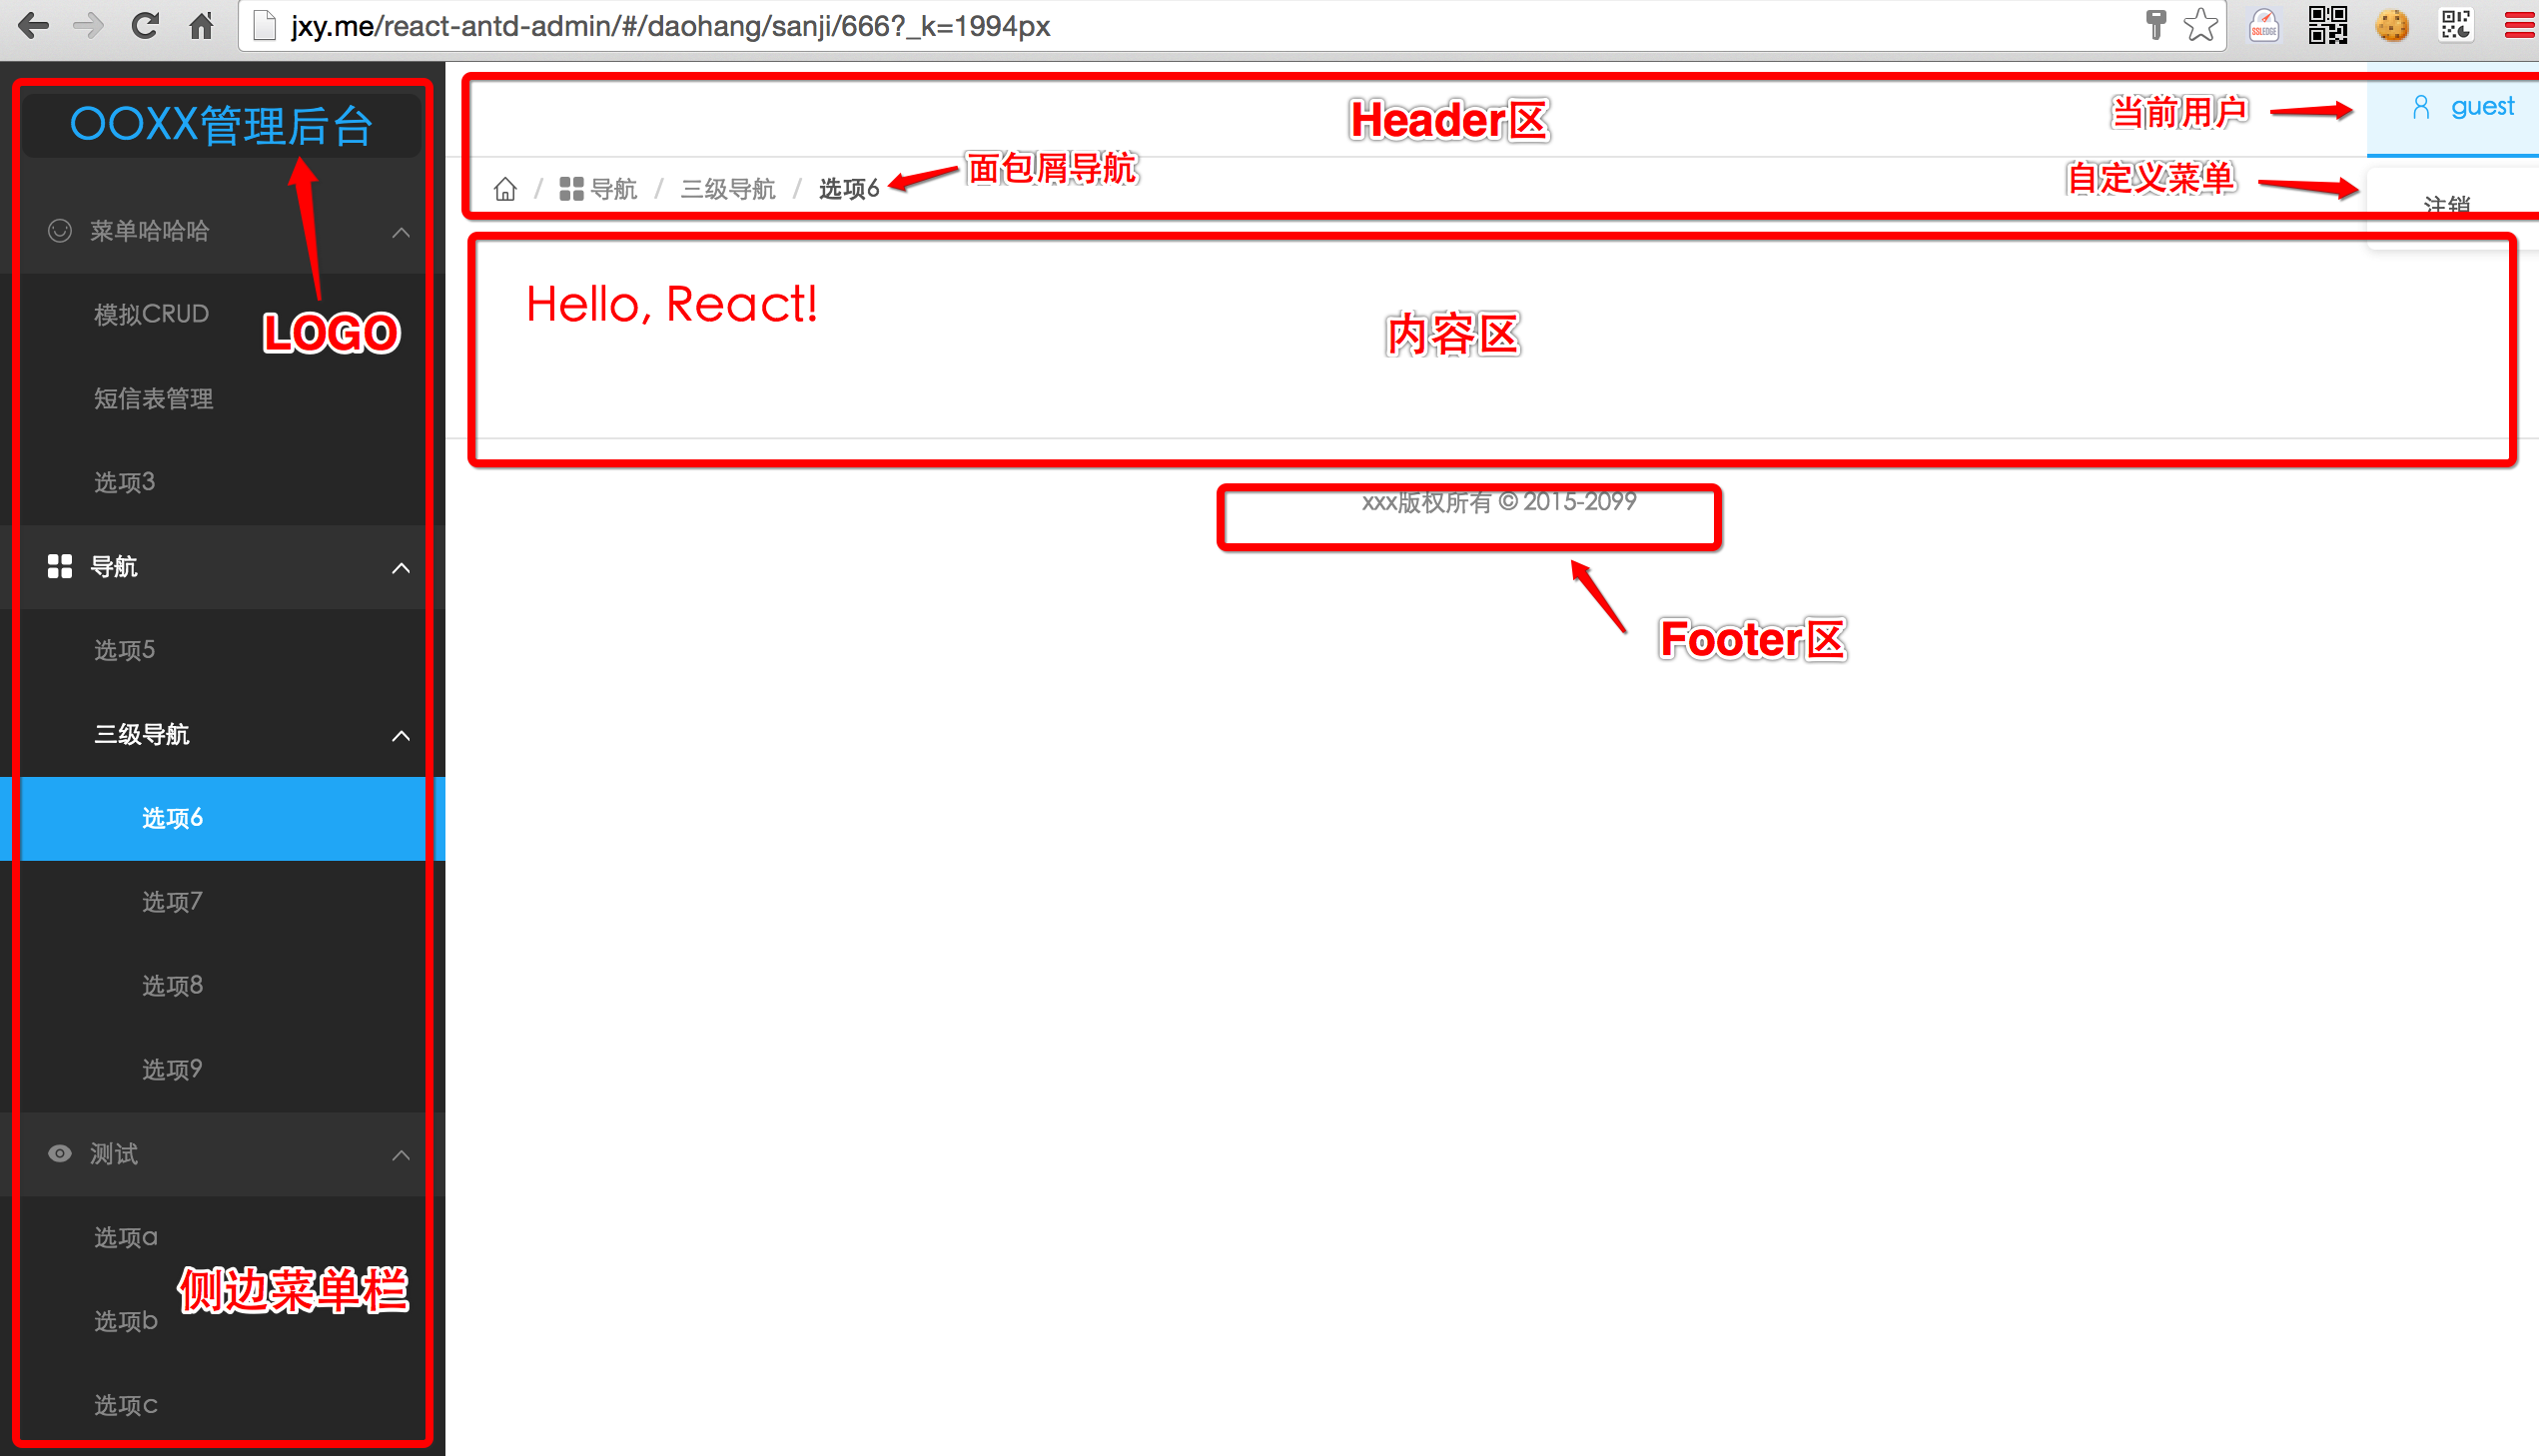 jxy.me/react-antd-admin/#/daohang/sanji/666?_k=1994px
SSLEDGE
OOXX管理后台
LOGO
菜单哈哈哈
模拟CRUD
短信表管理
选项3
导航
选项5
三级导航
选项6
选项7
选项8
选项9
测试
选项a
侧边菜单栏
选项b
选项c
Header区
当前用户
guest
/ 导航 / 三级导航 / 选项6
面包屑导航
自定义菜单
注销
Hello, React!
内容区
xxx版权所有 © 2015-2099
Footer区